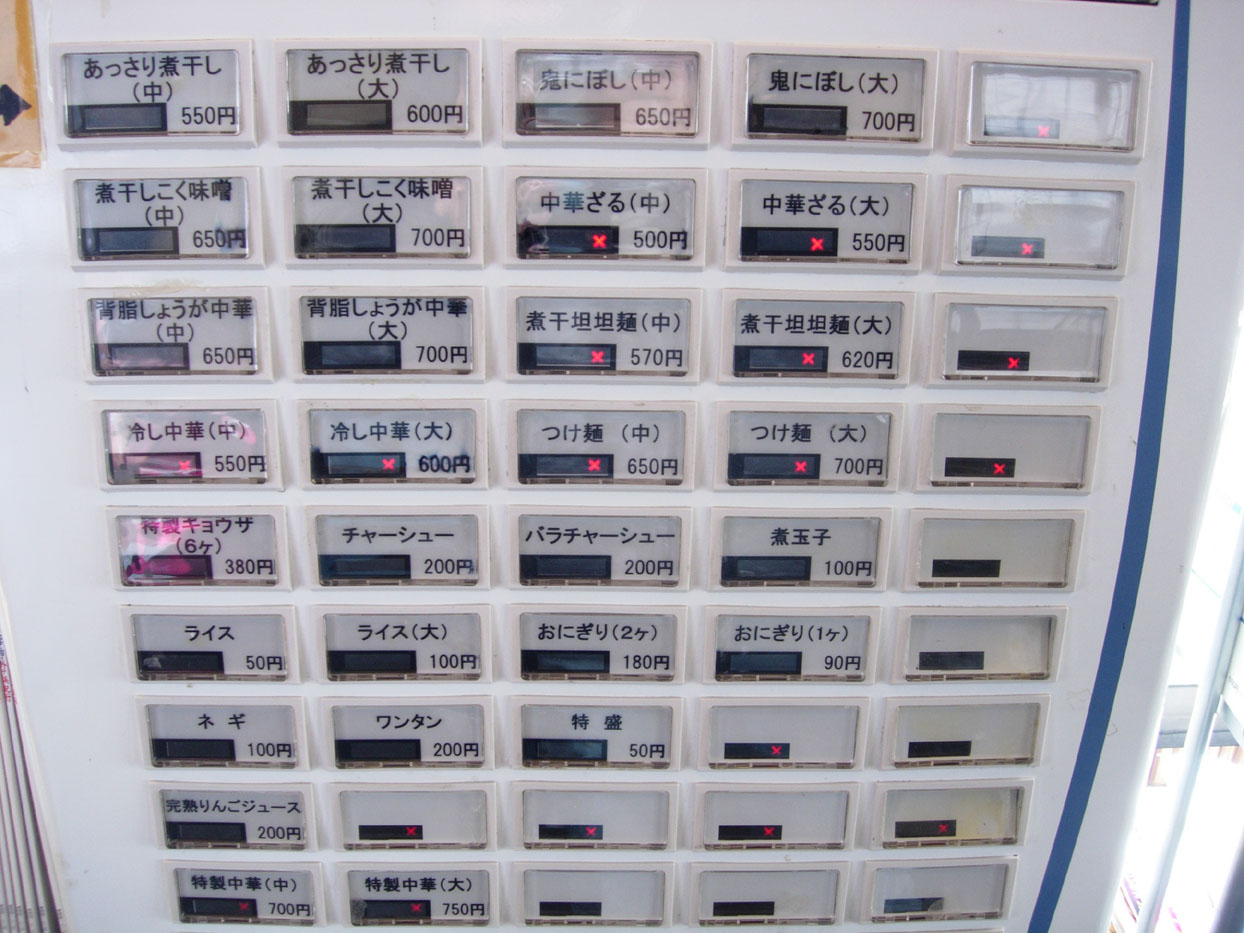 あっさり煮干し
(中)
550円
あっさり煮干し
(大)
600円
鬼にぼし(中)
650円
鬼にぼし(大)
700円
煮干しこく味噌
(中)
650円
煮干しこく味噌
(大)
700円
中華ざる(中)
500円
中華ざる(大)
550円
背脂しょうが中華
(中)
650円
背脂しょうが中華
(大)
700円
煮干坦坦麺(中)
570円
煮干坦坦麺(大)
620円
冷し中華(中)
550円
冷し中華(大)
600円
つけ麺 (中)
650円
つけ麺 (大)
700円
特製キョウザ
(6ヶ)
380円
チャーシュー
200円
バラチャーシュー
200円
煮玉子
100円
ライス
50円
ライス(大)
100円
おにぎり(2ヶ)
180円
おにぎり(1ヶ)
90円
ネギ
100円
ワンタン
200円
特盛
50円
完熟りんごジュース
200円
特製中華(中)
700円
特製中華(大)
750円